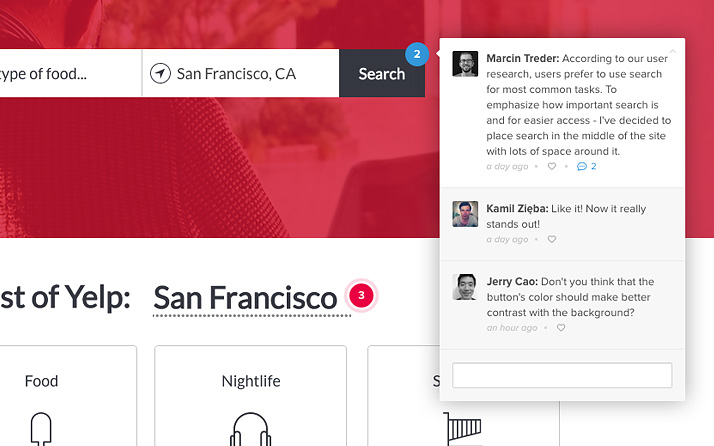 type of food...
San Francisco, CA
Search
2
Marcin Treder: According to our user
research, users prefer to use search
for most common tasks. To
emphasize how important search is
and for easier access - I've decided to
place search in the middle of the site
with lots of space around it.
a day ago
2
Kamil Zięba: Like it! Now it really
stands out!
a day ago
Jerry Cao: Don't you think that the
button's color should make better
contrast with the background?
an hour ago
st of Yelp: San Francisco
3
Food
Nightlife
S